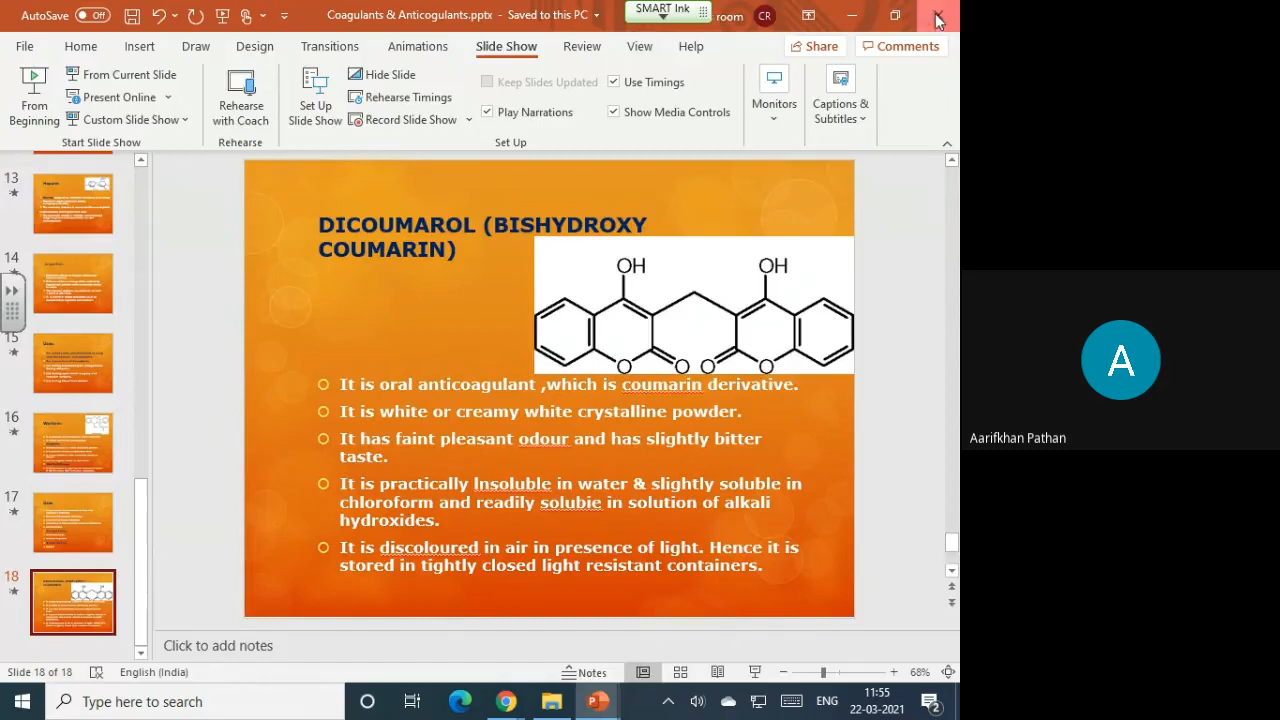 AutoSave Off Coagulants & Anticoagulants.pptx - Saved to this PC SMART Ink room CR
File Home Insert Draw Design Transitions Animations Slide Show Review View Help Share Comments
From Beginning
From Current Slide
Present Online
Custom Slide Show
Start Slide Show
Rehearse with Coach
Rehearse
Set Up Slide Show
Hide Slide
Rehearse Timings
Record Slide Show
Keep Slides Updated
Play Narrations
Use Timings
Show Media Controls
Set Up
Monitors
Captions & Subtitles
13
14
15
16
17
18
DICOUMAROL (BISHYDROXY
COUMARIN)
OH OH
O O O O
It is oral anticoagulant ,which is coumarin derivative.
It is white or creamy white crystalline powder.
It has faint pleasant odour and has slightly bitter
taste.
It is practically lnsoluble in water & slightly soluble in
chloroform and readily solubie in solution of alkali
hydroxides.
It is discoloured in air in presence of light. Hence it is
stored in tightly closed light resistant containers.
Click to add notes
Slide 18 of 18 English (India) Notes 68%
Type here to search ENG 11:55
22-03-2021 2
A
Aarifkhan Pathan